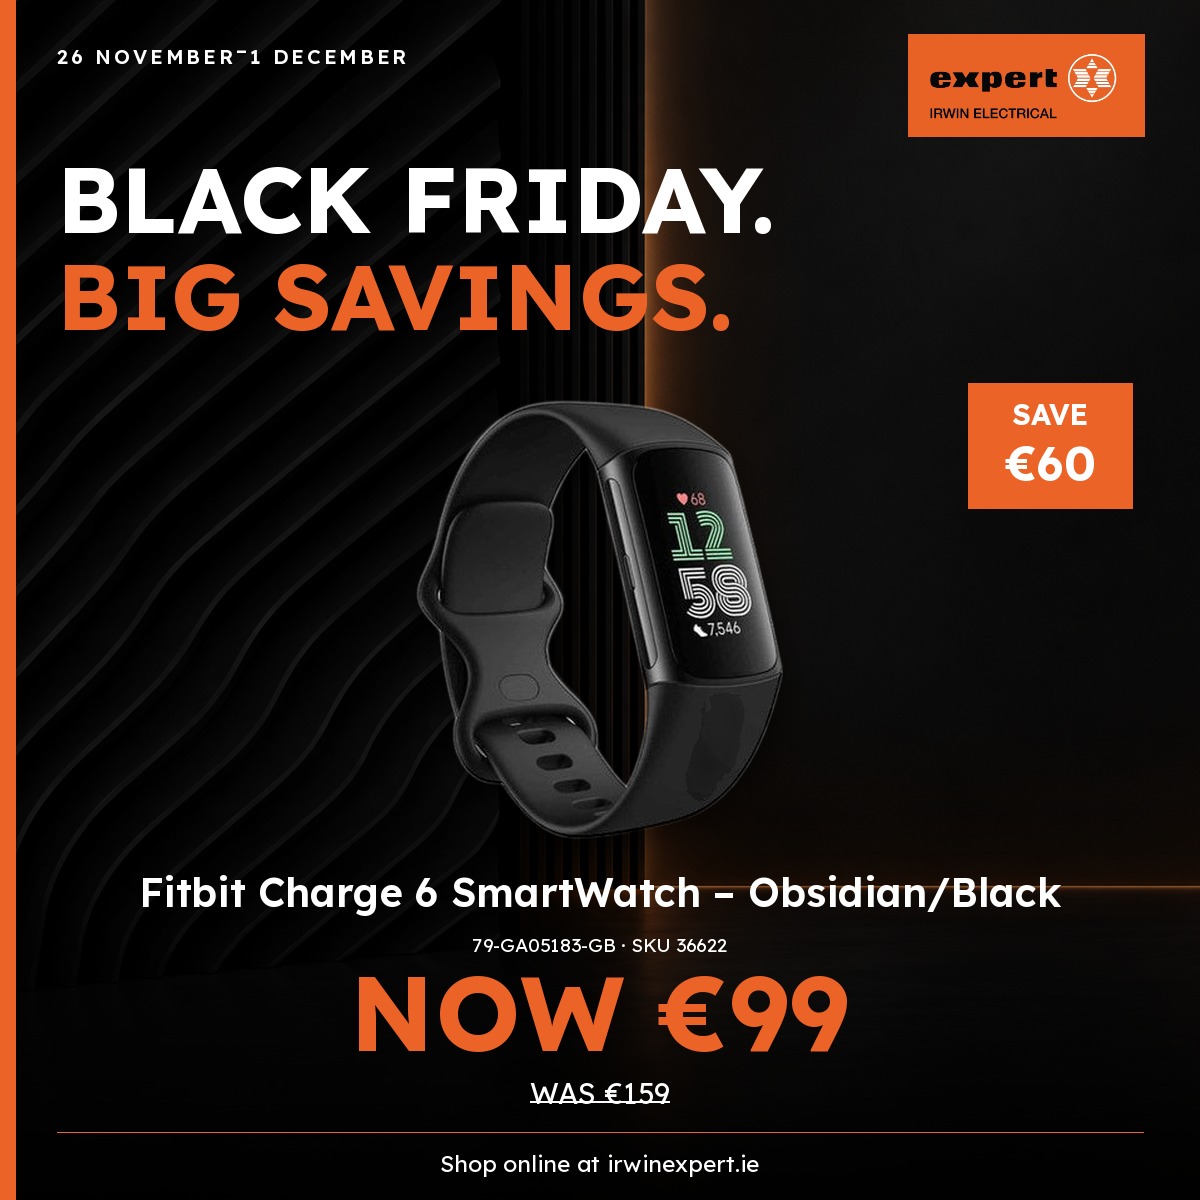 26 NOVEMBER–1 DECEMBER
expert
IRWIN ELECTRICAL
BLACK FRIDAY.
BIG SAVINGS.
SAVE
€60
68
12
58
7,546
Fitbit Charge 6 SmartWatch – Obsidian/Black
79-GA05183-GB · SKU 36622
NOW €99
WAS €159
Shop online at irwinexpert.ie